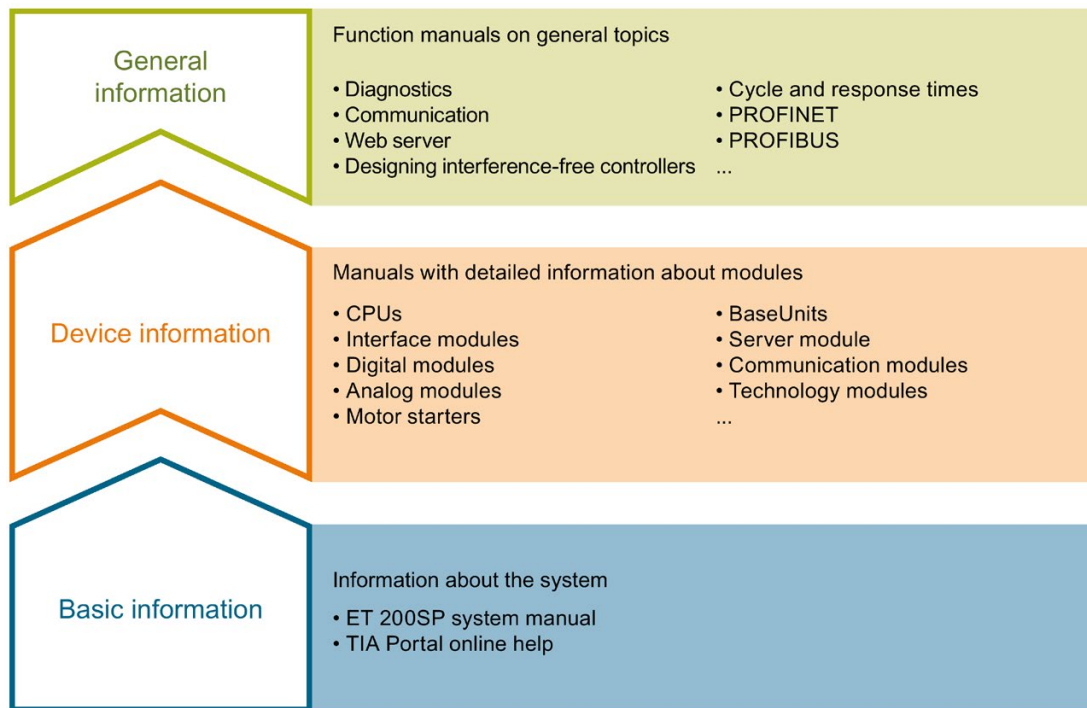 General
information
Function manuals on general topics
• Diagnostics
• Communication
• Web server
• Designing interference-free controllers
• Cycle and response times
• PROFINET
• PROFIBUS
...
Device information
Manuals with detailed information about modules
• CPUs
• Interface modules
• Digital modules
• Analog modules
• Motor starters
• BaseUnits
• Server module
• Communication modules
• Technology modules
...
Basic information
Information about the system
• ET 200SP system manual
• TIA Portal online help